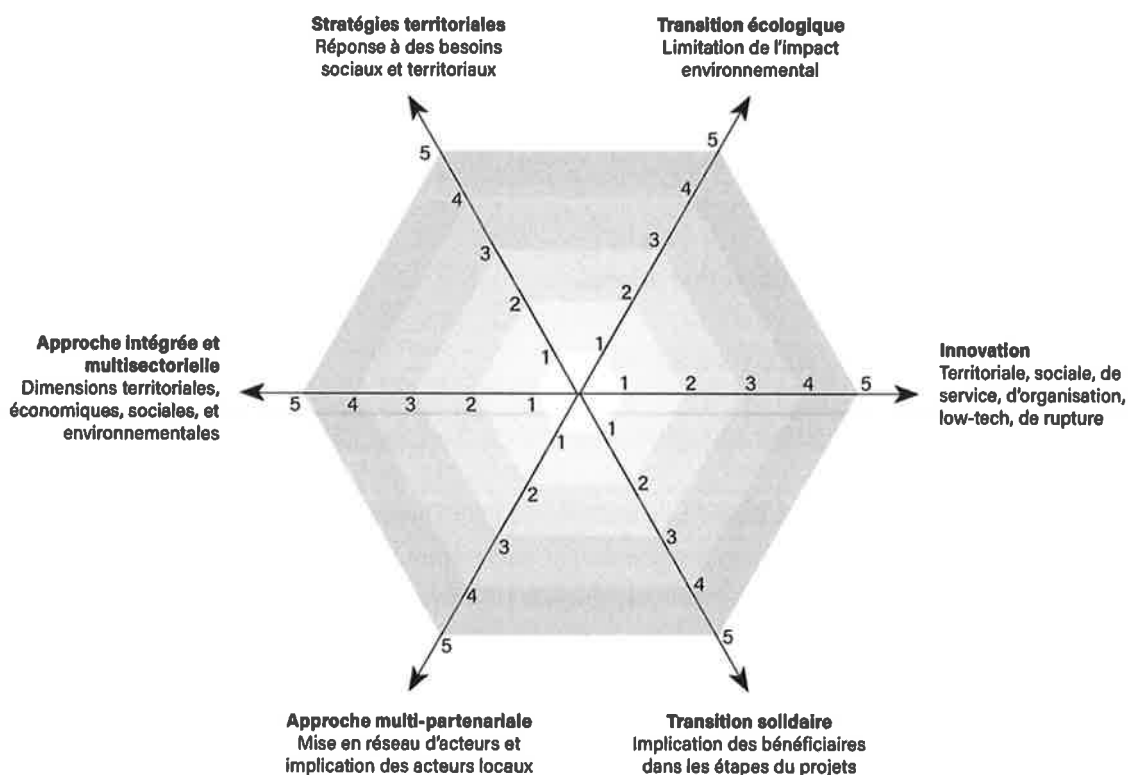 Stratégies territoriales
Réponse à des besoins
sociaux et territoriaux
Transition écologique
Limitation de l'impact
environnemental
5
4
3
2
1
5
4
3
2
1
Approche intégrée et
multisectorielle
Dimensions territoriales,
économiques, sociales, et
environnementales
5 4 3 2 1
1 2 3 4 5
Innovation
Territoriale, sociale, de
service, d'organisation,
low-tech, de rupture
1
2
3
4
5
1
2
3
4
5
Approche multi-partenariale
Mise en réseau d'acteurs et
implication des acteurs locaux
Transition solidaire
Implication des bénéficiaires
dans les étapes du projets